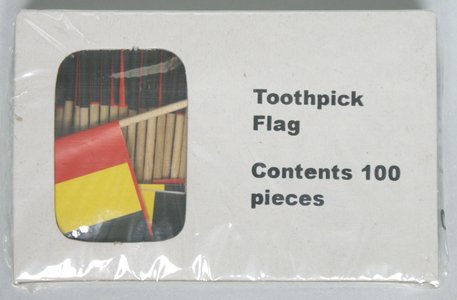 Toothpick
Flag
Contents 100
pieces